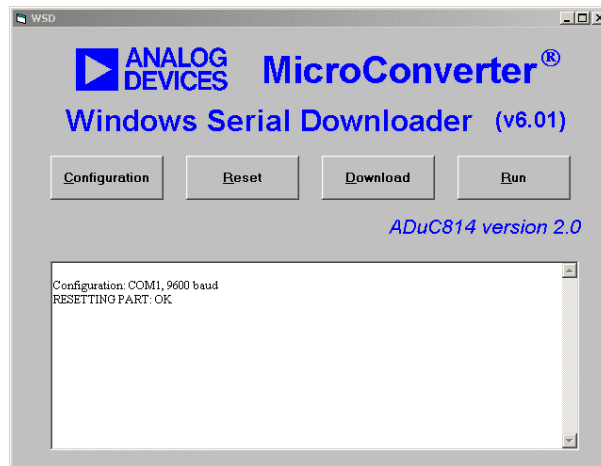 WSD
ANALOG
DEVICES
MicroConverter®
Windows Serial Downloader (v6.01)
Configuration Reset Download Run
ADuC814 version 2.0
Configuration: COM1, 9600 baud
RESETTING PART: OK